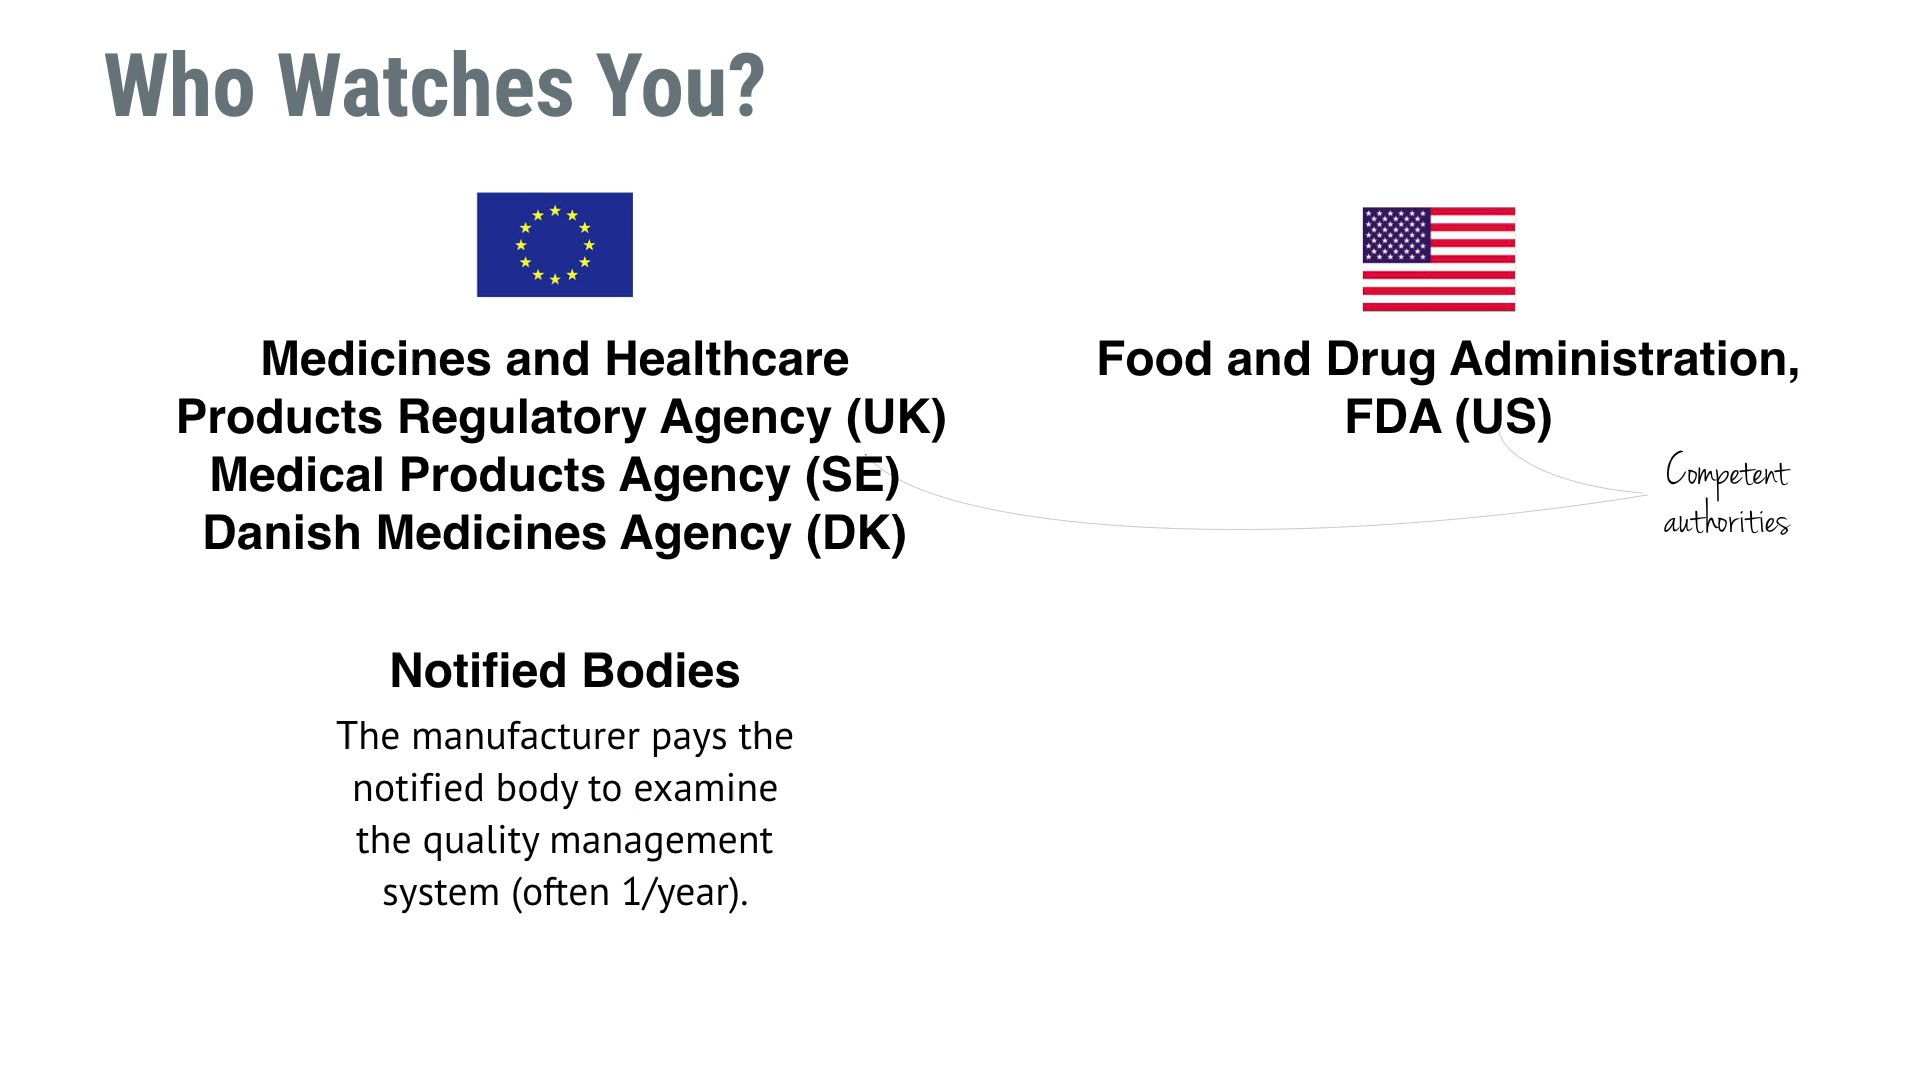 Who Watches You?
Medicines and Healthcare
Products Regulatory Agency (UK)
Medical Products Agency (SE)
Danish Medicines Agency (DK)
Food and Drug Administration,
FDA (US)
Competent
authorities
Notified Bodies
The manufacturer pays the
notified body to examine
the quality management
system (often 1/year).